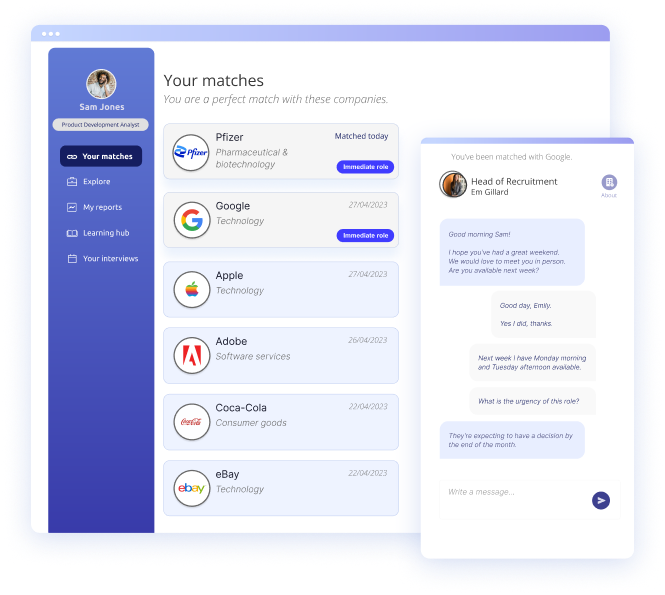 Sam Jones
Product Development Analyst
Your matches
Explore
My reports
Learning hub
Your interviews
Your matches
You are a perfect match with these companies.
Pfizer
Pfizer
Matched today
Pharmaceutical &
biotechnology
Immediate role
G
Google
27/04/2023
Technology
Immediate role
Apple
27/04/2023
Technology
Adobe
26/04/2023
Software services
Coca-Cola
Coca-Cola
22/04/2023
Consumer goods
ebay
eBay
22/04/2023
Technology
You've been matched with Google.
Head of Recruitment
Em Gillard
About
Good morning Sam!
I hope you've had a great weekend.
We would love to meet you in person.
Are you available next week?
Good day, Emily.
Yes I did, thanks.
Next week I have Monday morning
and Tuesday afternoon available.
What is the urgency of this role?
They're expecting to have a decision by
the end of the month.
Write a message...